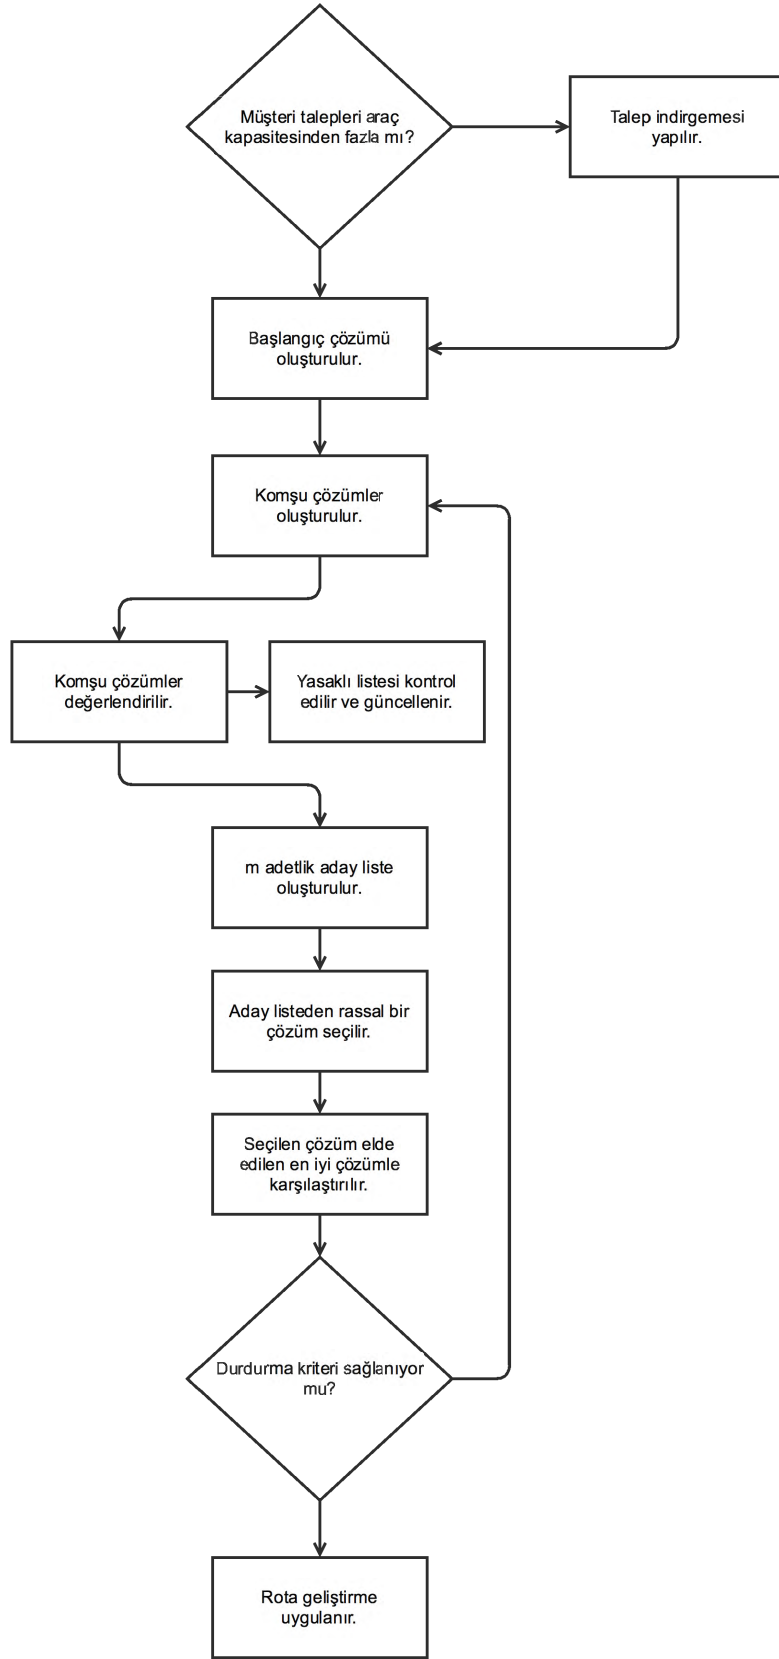 Müşteri talepleri araç
kapasitesinden fazla mı?
Talep indirgemesi
yapılır.
Başlangıç çözümü
oluşturulur.
Komşu çözümler
oluşturulur.
Komşu çözümler
değerlendirilir.
Yasaklı listesi kontrol
edilir ve güncellenir.
m adetlik aday liste
oluşturulur.
Aday listeden rassal bir
çözüm seçilir.
Seçilen çözüm elde
edilen en iyi çözümle
karşılaştırılır.
Durdurma kriteri sağlanıyor
mu?
Rota geliştirme
uygulanır.